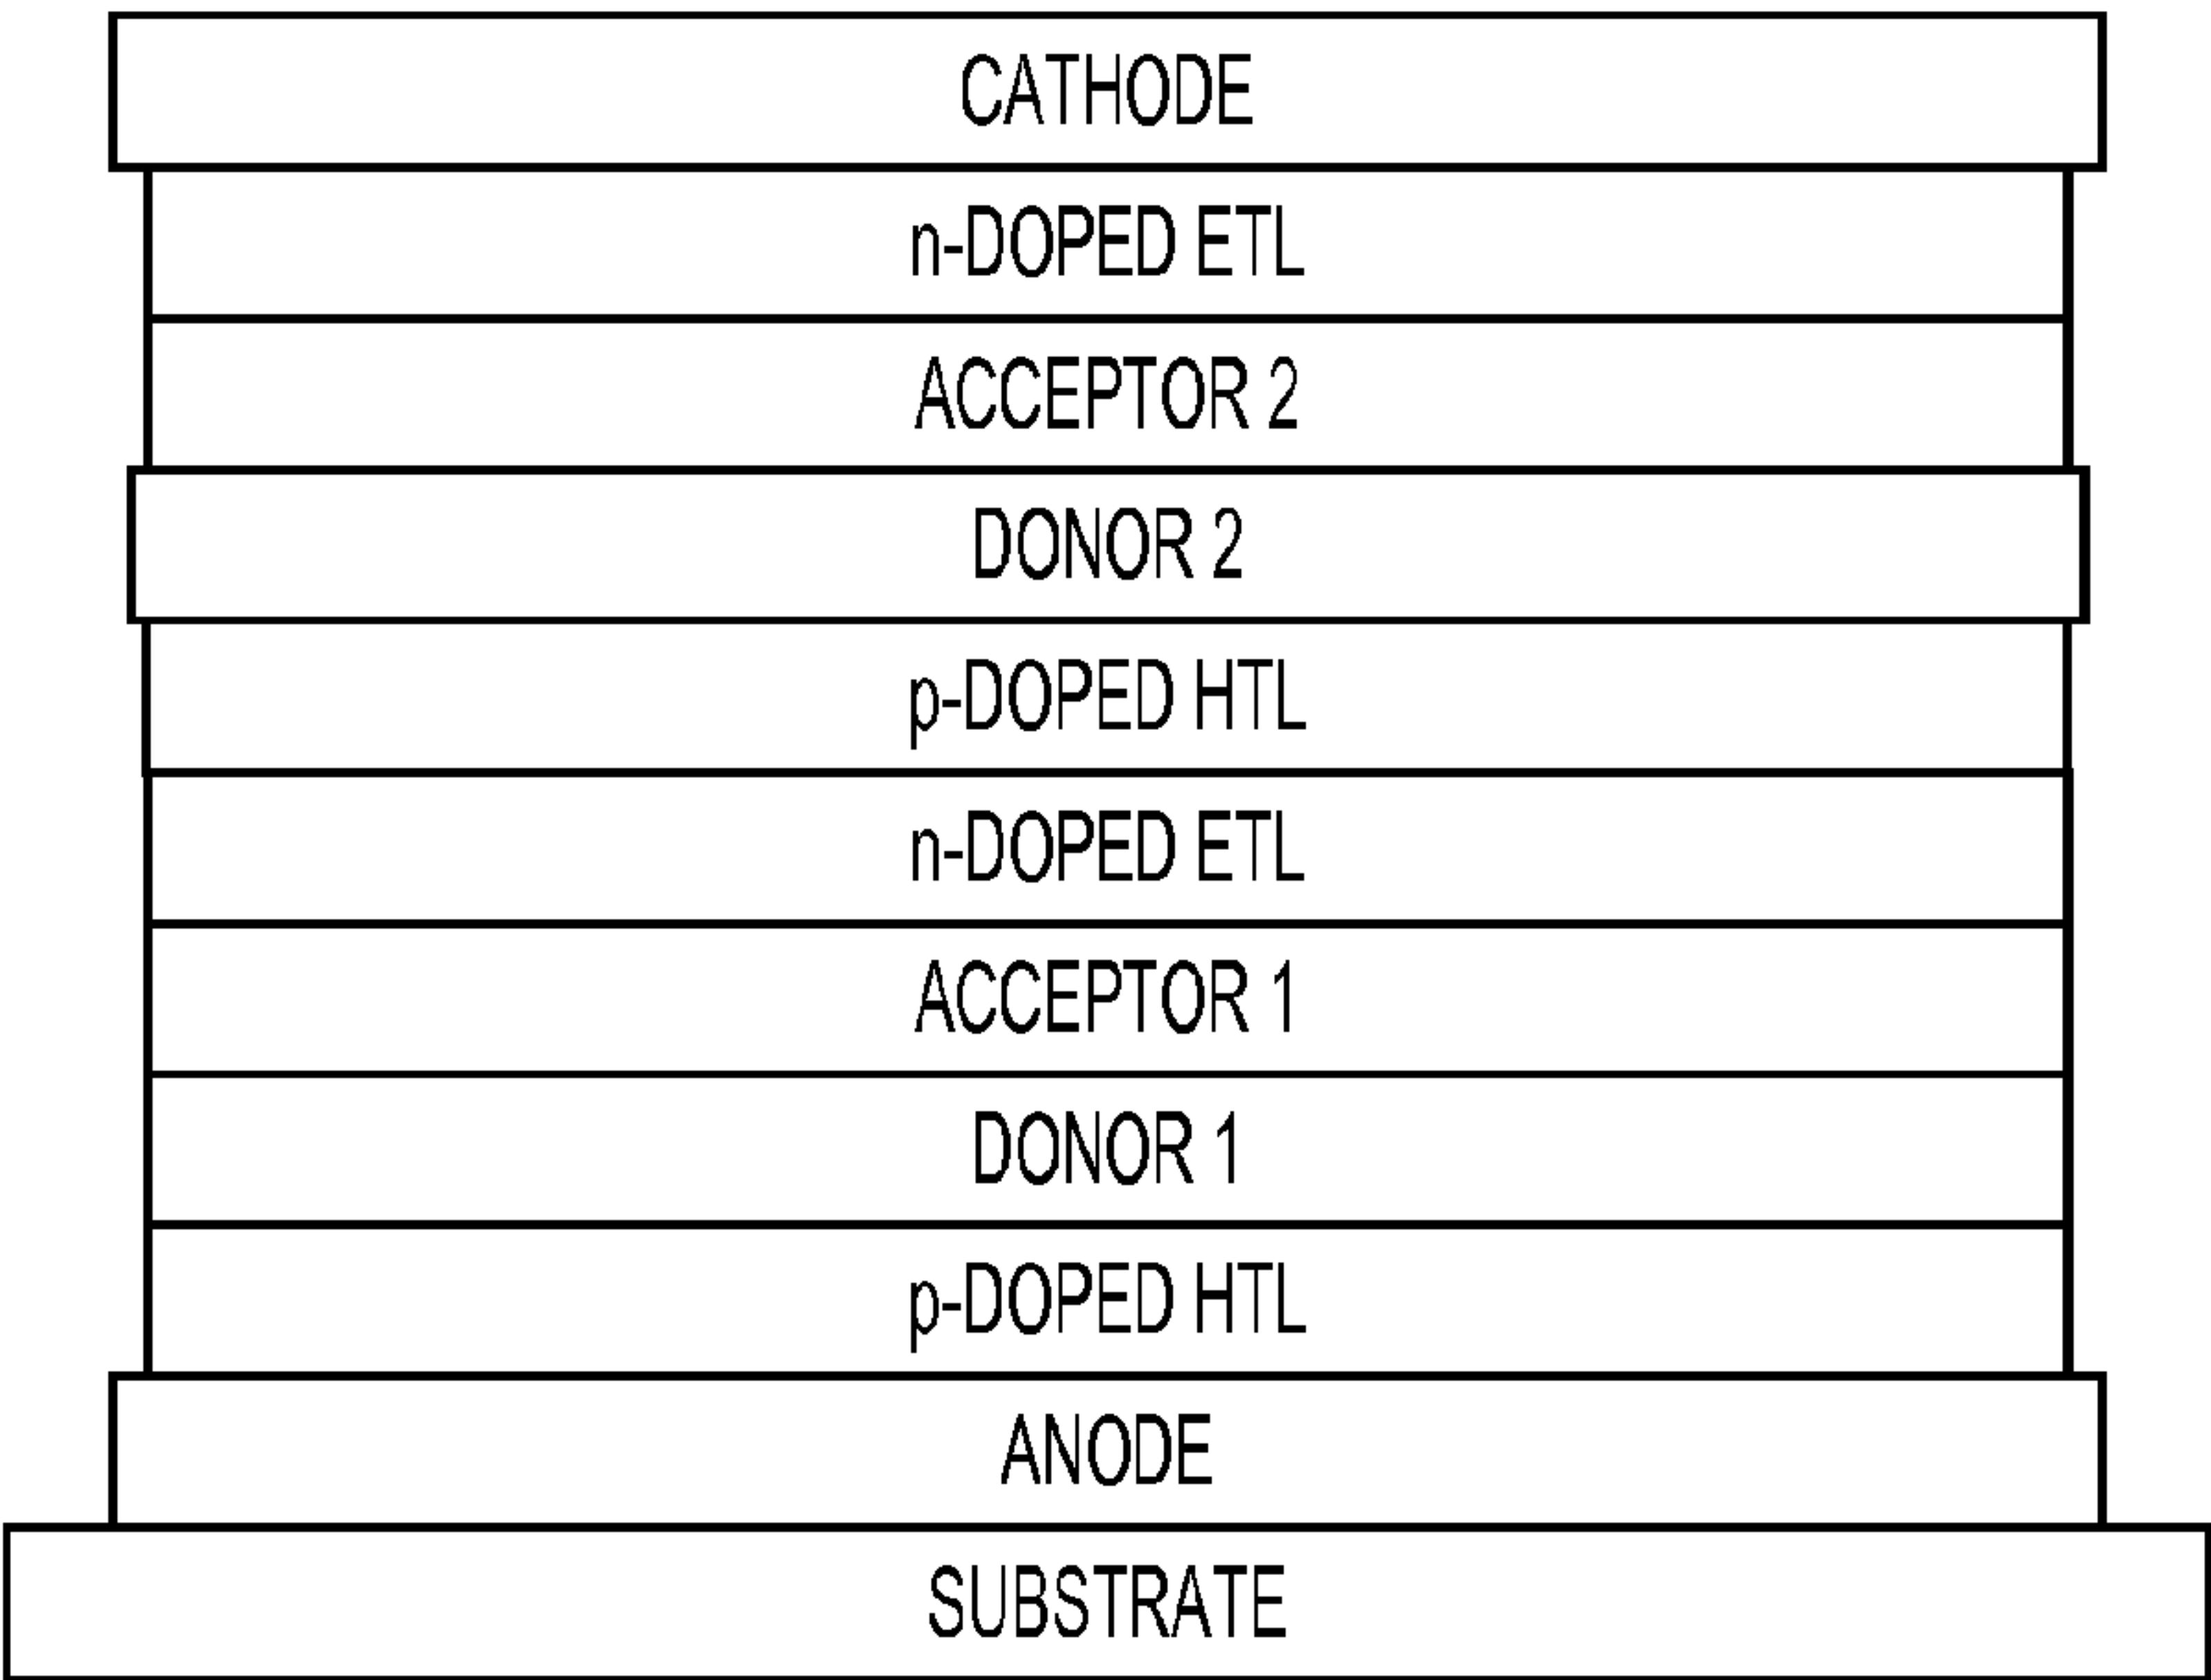 CATHODE
n-DOPED ETL
ACCEPTOR 2
DONOR 2
p-DOPED HTL
n-DOPED ETL
ACCEPTOR 1
DONOR 1
p-DOPED HTL
ANODE
SUBSTRATE